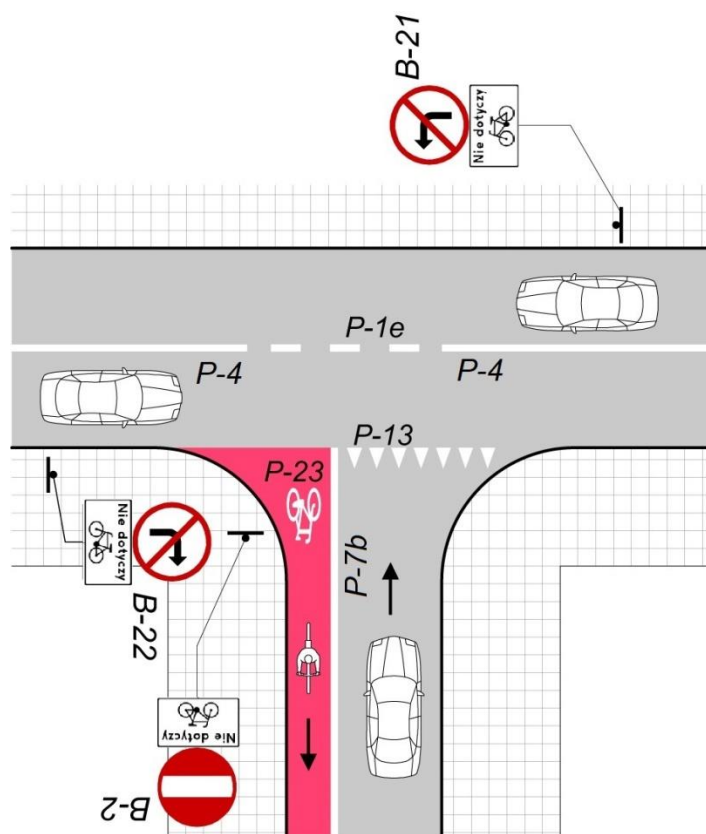 B-21
Nie dotyczy
P-1e
P-4
P-4
P-13
P-23
Nie dotyczy
P-7b
B-22
Nie dotyczy
B-2